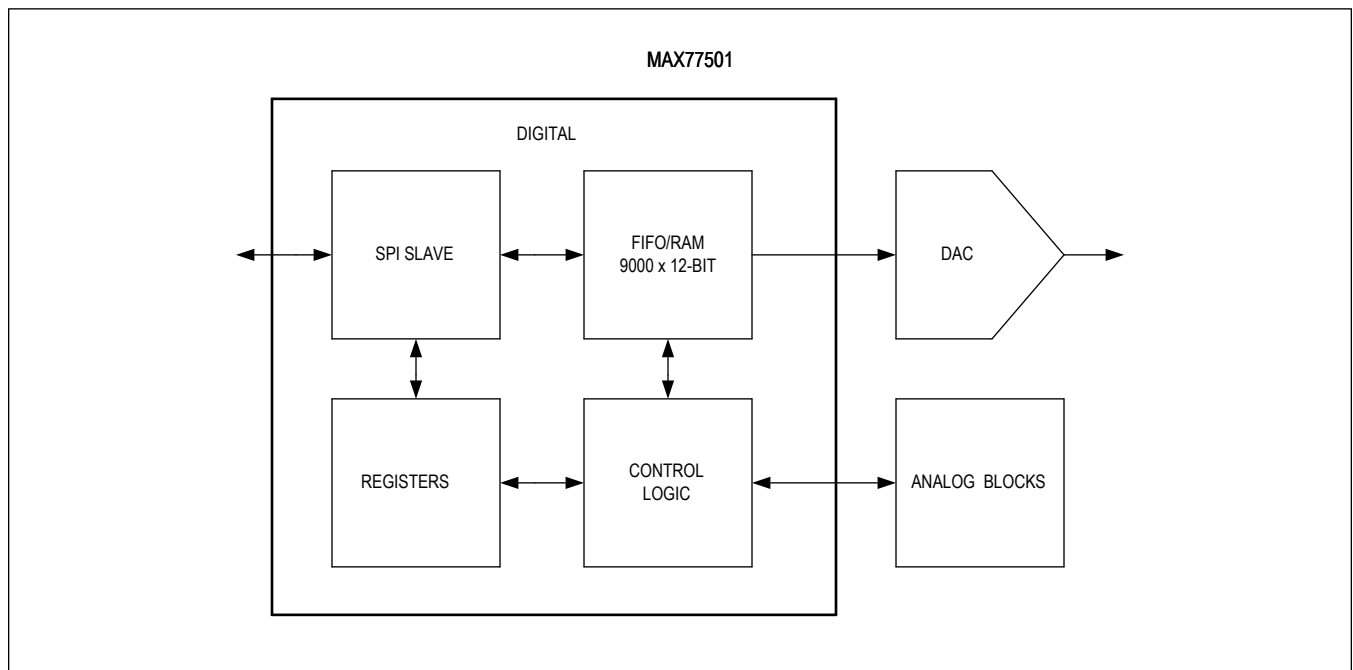 MAX77501
DIGITAL
SPI SLAVE
FIFO/RAM
9000 x 12-BIT
DAC
REGISTERS
CONTROL
LOGIC
ANALOG BLOCKS